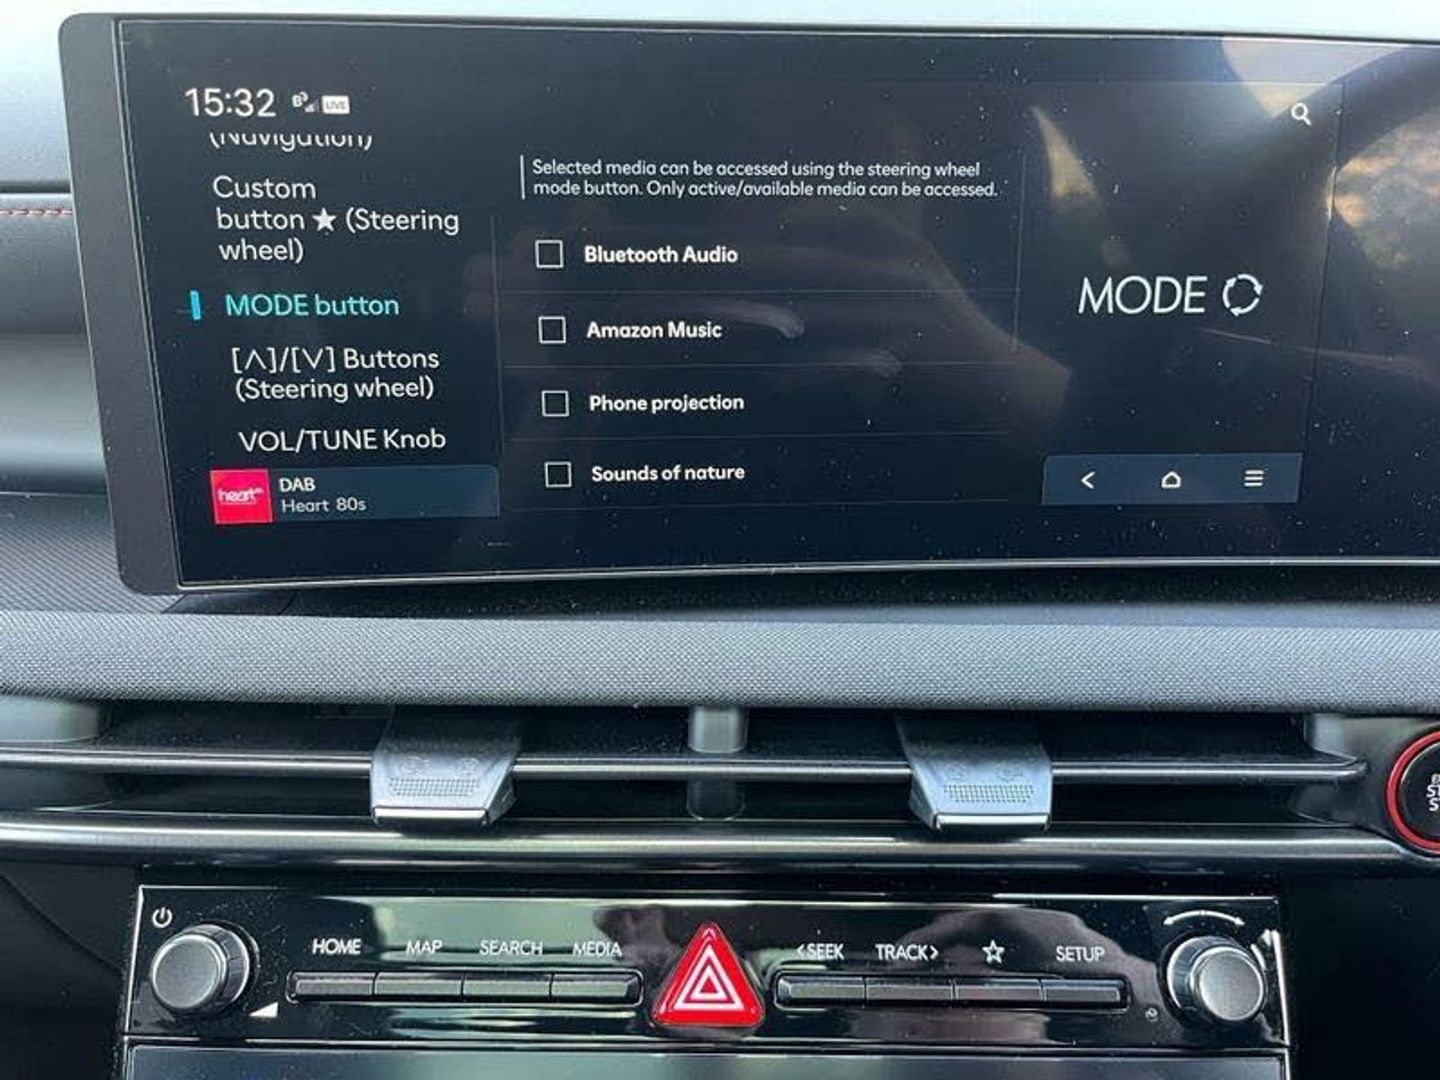 15:32
LIVE
(Navigation)
Custom
button ★ (Steering
wheel)
MODE button
[∧]/[∨] Buttons
(Steering wheel)
VOL/TUNE Knob
heart
DAB
Heart 80s
Selected media can be accessed using the steering wheel
mode button. Only active/available media can be accessed.
Bluetooth Audio
Amazon Music
Phone projection
Sounds of nature
MODE
HOME MAP SEARCH MEDIA
<SEEK TRACK> ☆ SETUP